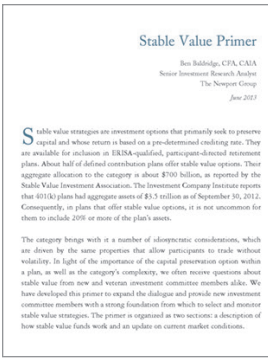 Stable Value Primer
Ben Baldridge, CFA, CAIA
Senior Investment Research Analyst
The Newport Group
June 2013
Stable value strategies are investment options that primarily seek to preserve
capital and whose return is based on a pre-determined crediting rate. They
are available for inclusion in ERISA-qualified, participant-directed retirement
plans. About half of defined contribution plans offer stable value options. Their
aggregate allocation to the category is about $700 billion, as reported by the
Stable Value Investment Association. The Investment Company Institute reports
that 401(k) plans had aggregate assets of $3.5 trillion as of September 30, 2012.
Consequently, in plans that offer stable value options, it is not uncommon for
them to include 20% or more of the plan's assets.
The category brings with it a number of idiosyncratic considerations, which
are driven by the same properties that allow participants to trade without
volatility. In light of the importance of the capital preservation option within
a plan, as well as the category's complexity, we often receive questions about
stable value from new and veteran investment committee members alike. We
have developed this primer to expand the dialogue and provide new investment
committee members with a strong foundation from which to select and monitor
stable value strategies. The primer is organized as two sections: a description of
how stable value funds work and an update on current market conditions.